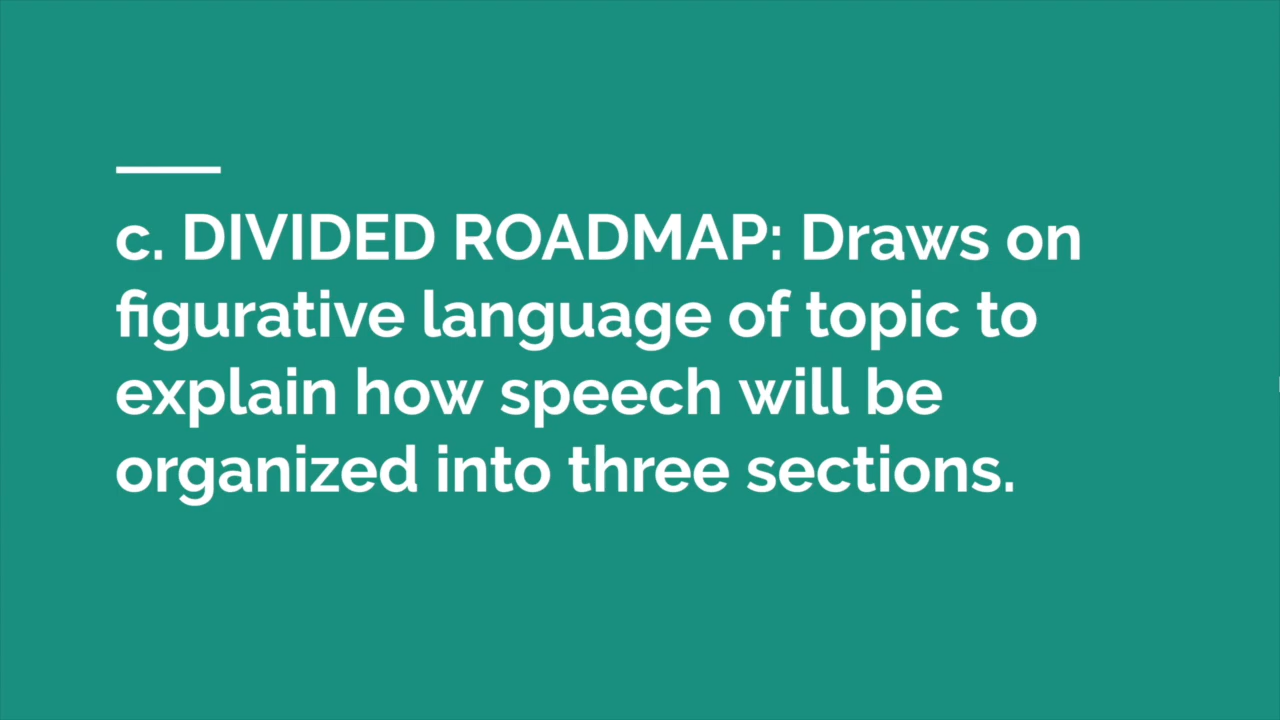 c. DIVIDED ROADMAP: Draws on
figurative language of topic to
explain how speech will be
organized into three sections.